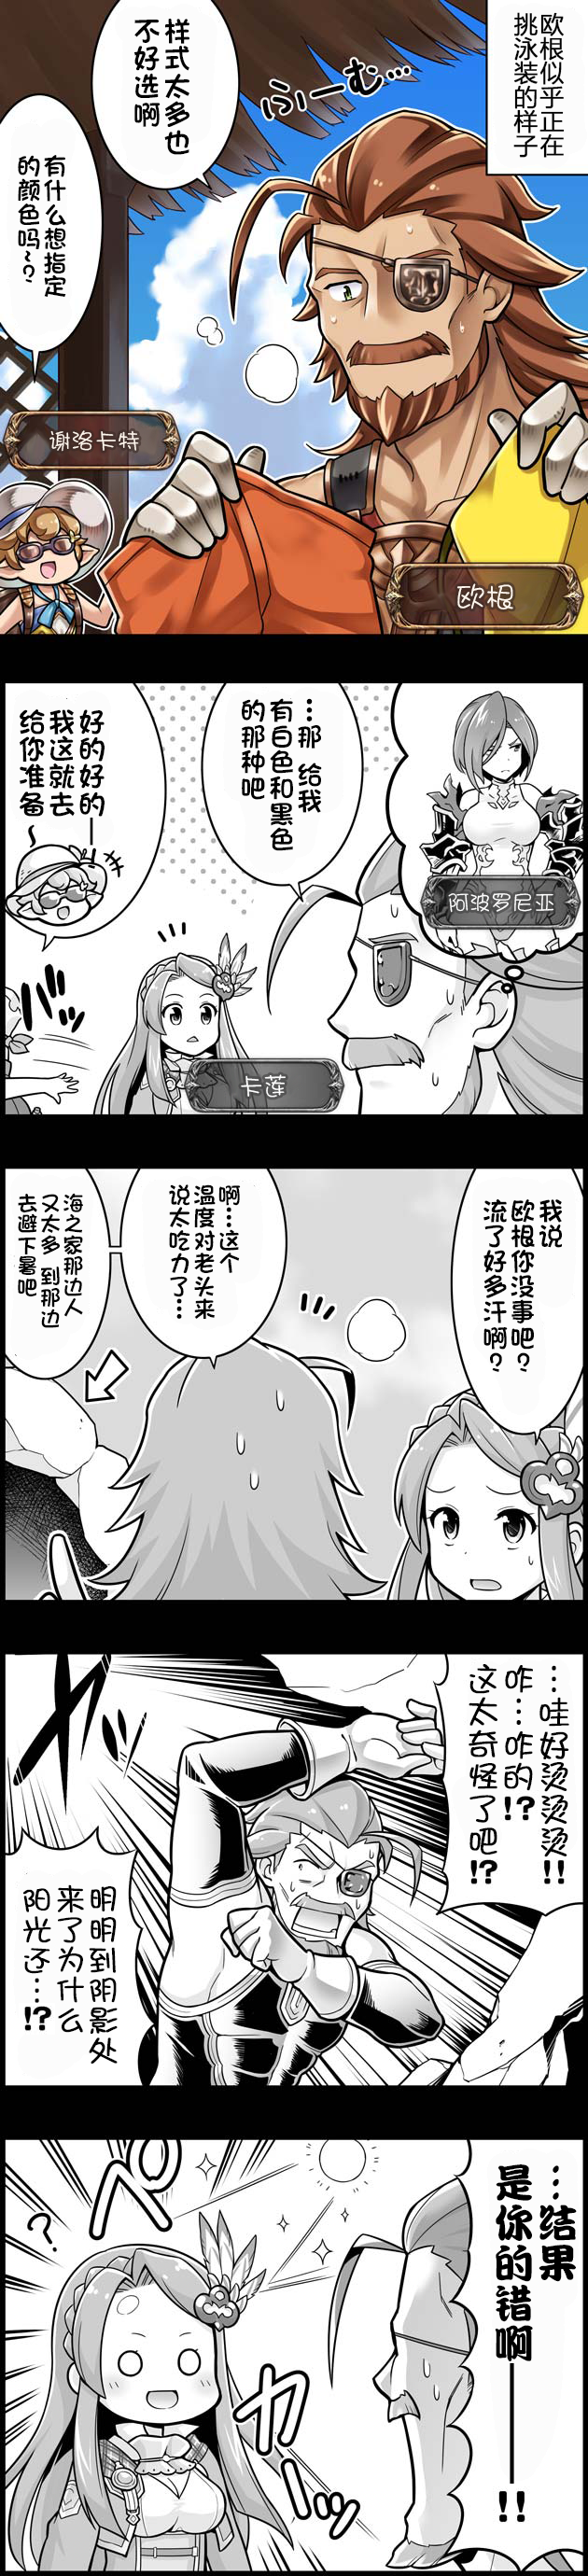 欧根似乎正在
挑泳装的样子
ふーむ…
样式太多也
不好选啊
有什么想指定
的颜色吗~？
谢洛卡特
欧根
阿波罗尼亚
…那 给我
有白色和黑色
的那种吧
好的好的—
我这就去
给你准备~
卡莲
我说
欧根你没事吧？
流了好多汗啊？
啊…这个
温度对老头来
说太吃力了…
海之家那边人
又太多 到那边
去避下暑吧
…哇好烫烫烫!!
咋…咋的!?
这太奇怪了吧!?
明明到阴影处
来了为什么
阳光还…!?
…结果
是你的错啊——!!
ペ
?
カ
ーッ